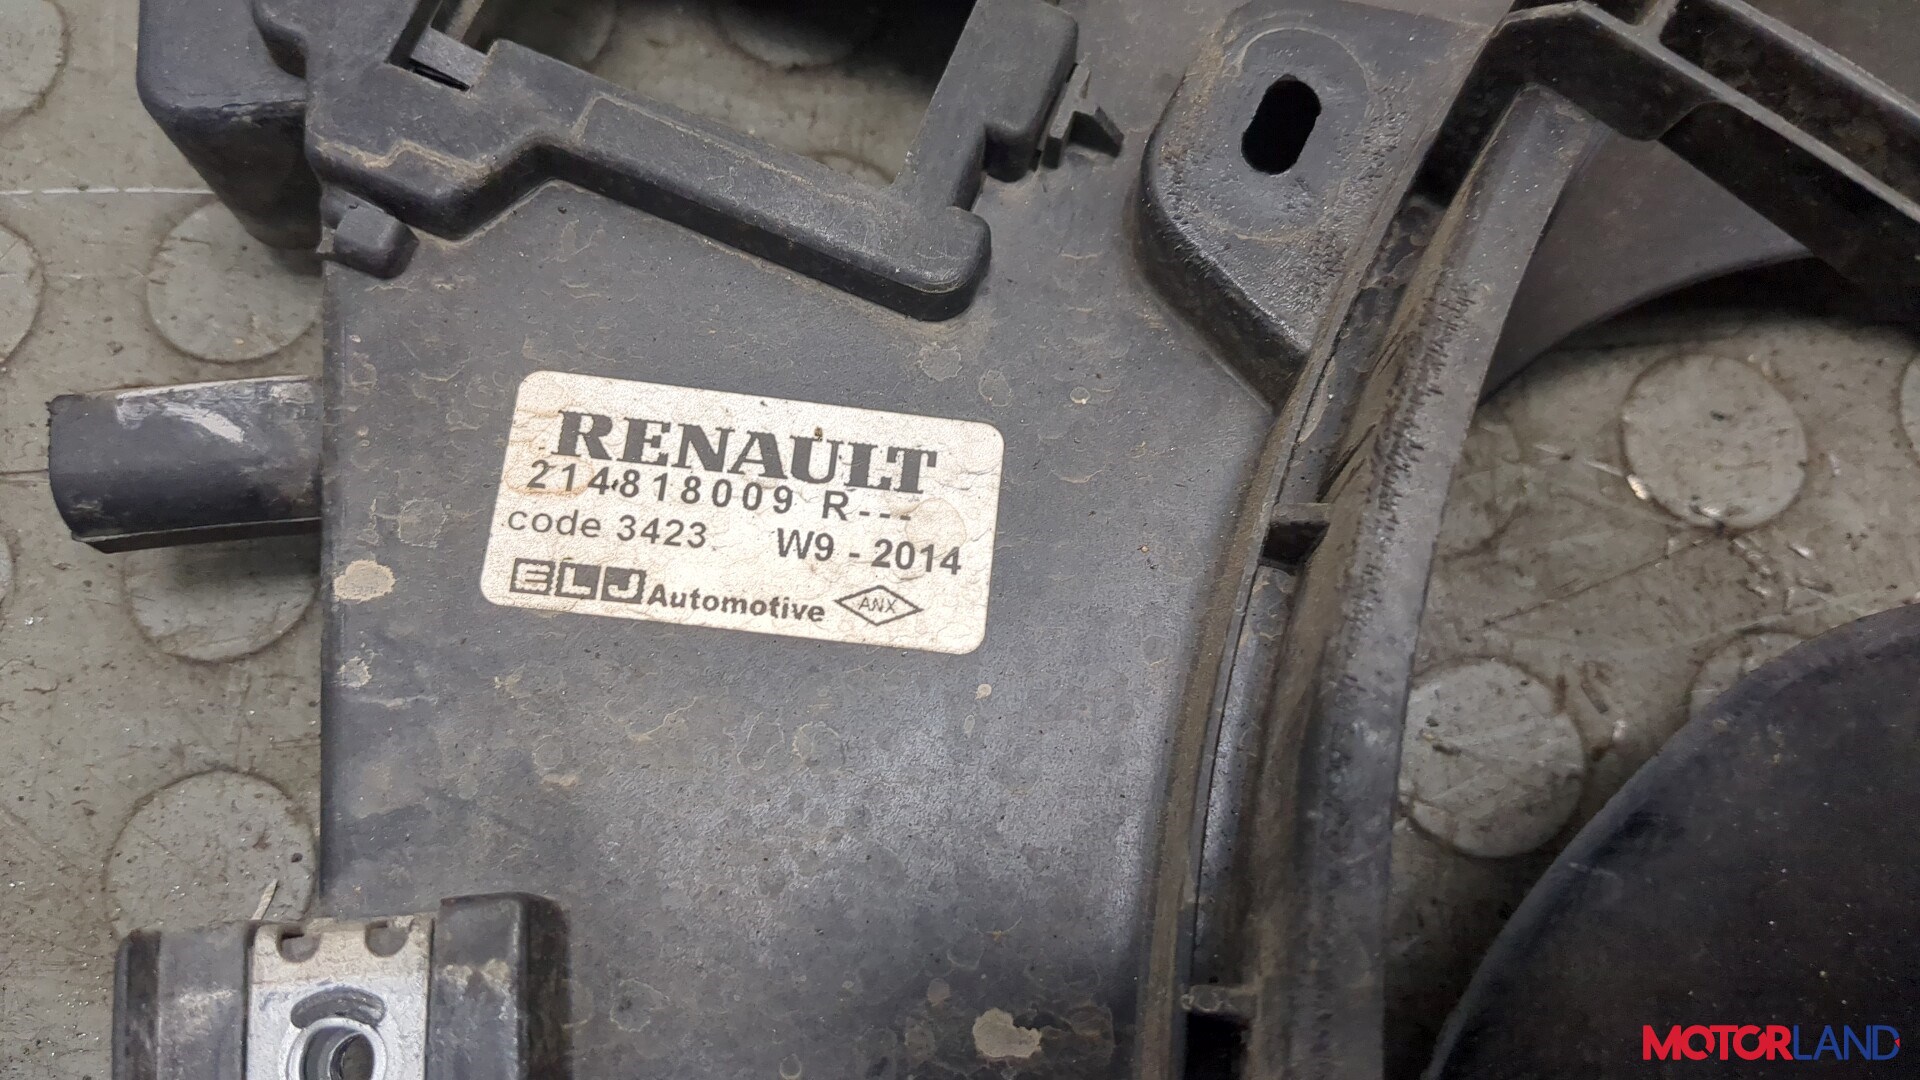 RENAULT
214818009 R---
code 3423 W9 - 2014
ELJ Automotive ANX
MOTORLAND